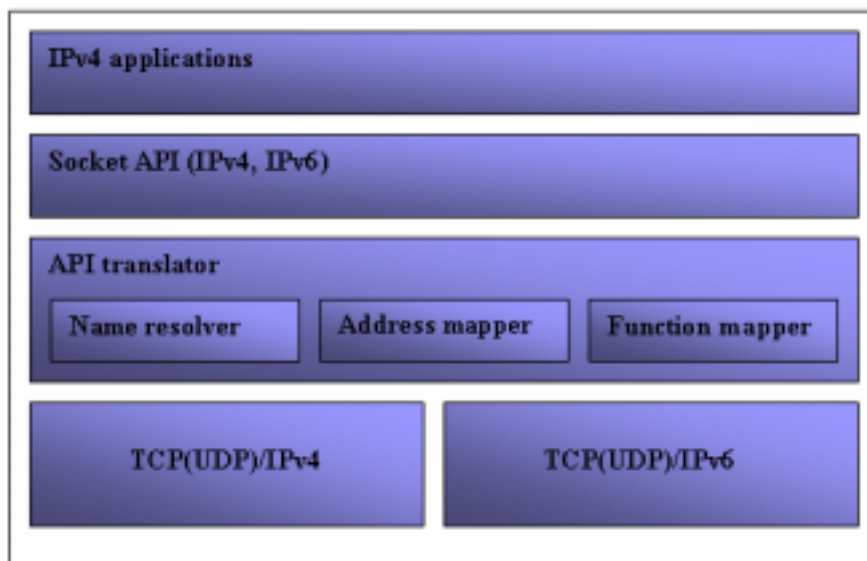 IPv4 applications
Socket API (IPv4, IPv6)
API translator
Name resolver
Address mapper
Function mapper
TCP(UDP)/IPv4
TCP(UDP)/IPv6